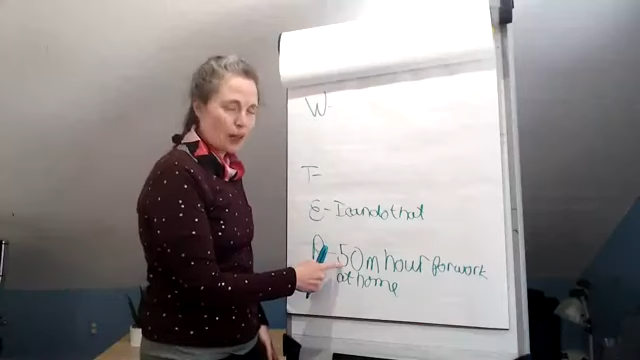 W-
T-
E- I can do that
50 m hour for work
at home